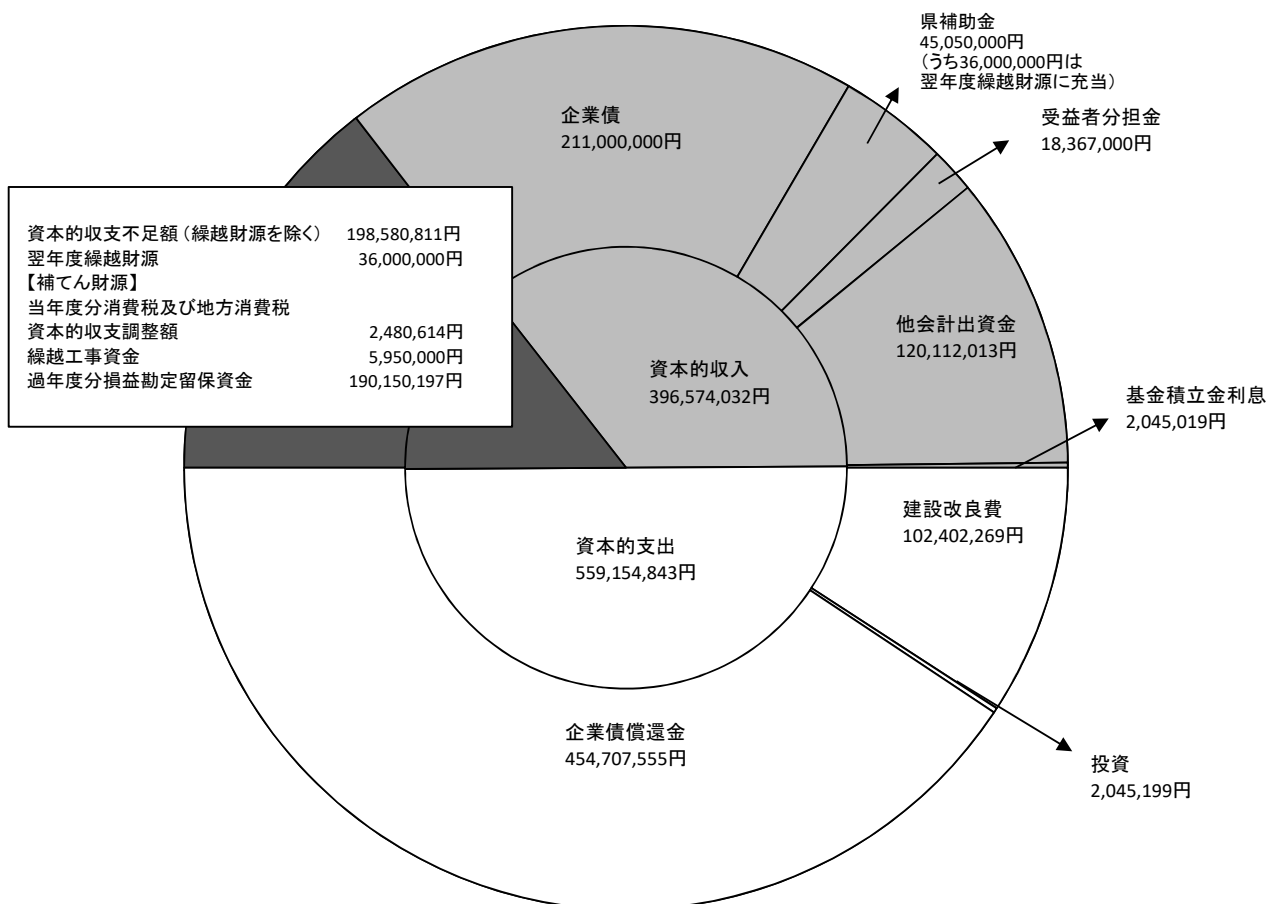 県補助金
45,050,000円
（うち36,000,000円は
翌年度繰越財源に充当）
企業債
211,000,000円
受益者分担金
18,367,000円
資本的収支不足額（繰越財源を除く） 198,580,811円
翌年度繰越財源 36,000,000円
【補てん財源】
当年度分消費税及び地方消費税
資本的収支調整額 2,480,614円
繰越工事資金 5,950,000円
過年度分損益勘定留保資金 190,150,197円
他会計出資金
120,112,013円
資本的収入
396,574,032円
基金積立金利息
2,045,019円
建設改良費
102,402,269円
資本的支出
559,154,843円
企業債償還金
454,707,555円
投資
2,045,199円